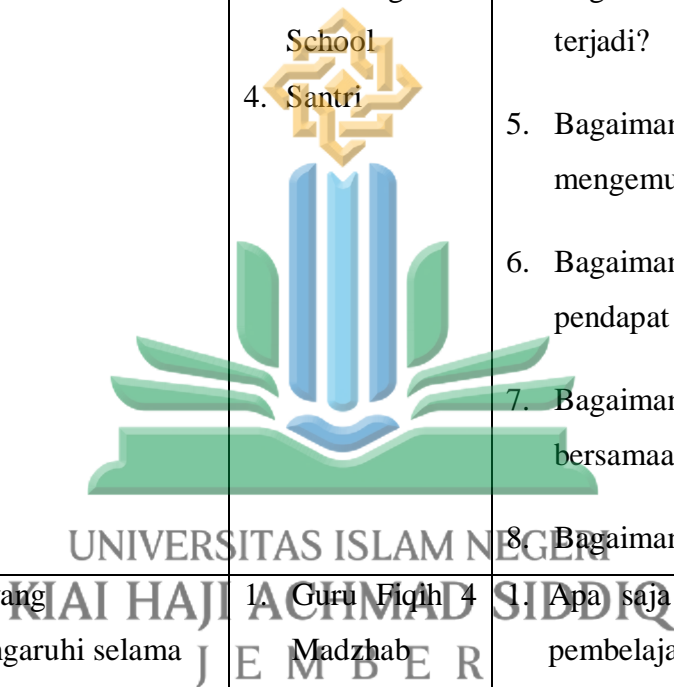 School
4. Santri
terjadi?
5. Bagaiman
mengemu
6. Bagaiman
pendapat
7. Bagaiman
bersamaa
8. Bagaiman
UNIVERSITAS ISLAM NEGERI
KIAI HAJI ACHMAD SIDDIQ
JEMBER
ang
ngaruhi selama
1. Guru Fiqih 4
Madzhab
1. Apa saja
pembelaja